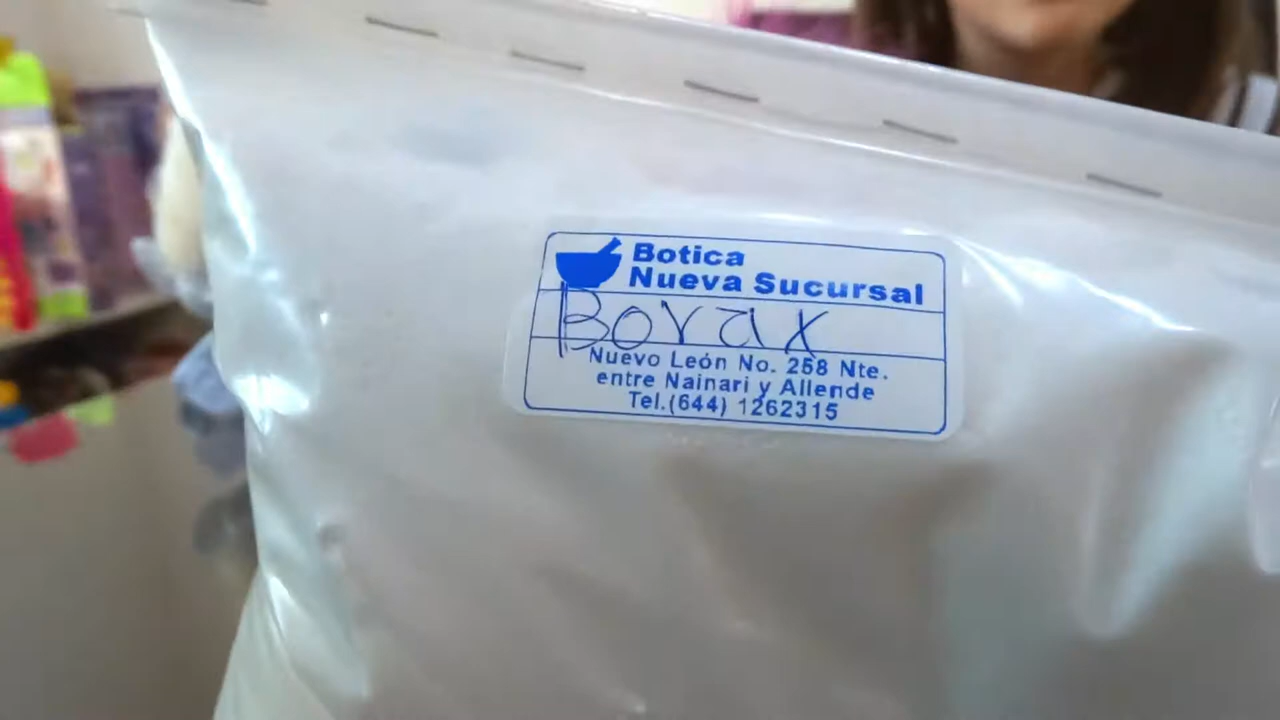 Botica
Nueva Sucursal
Borax
Nuevo León No. 258 Nte.
entre Nainari y Allende
Tel.(644) 1262315